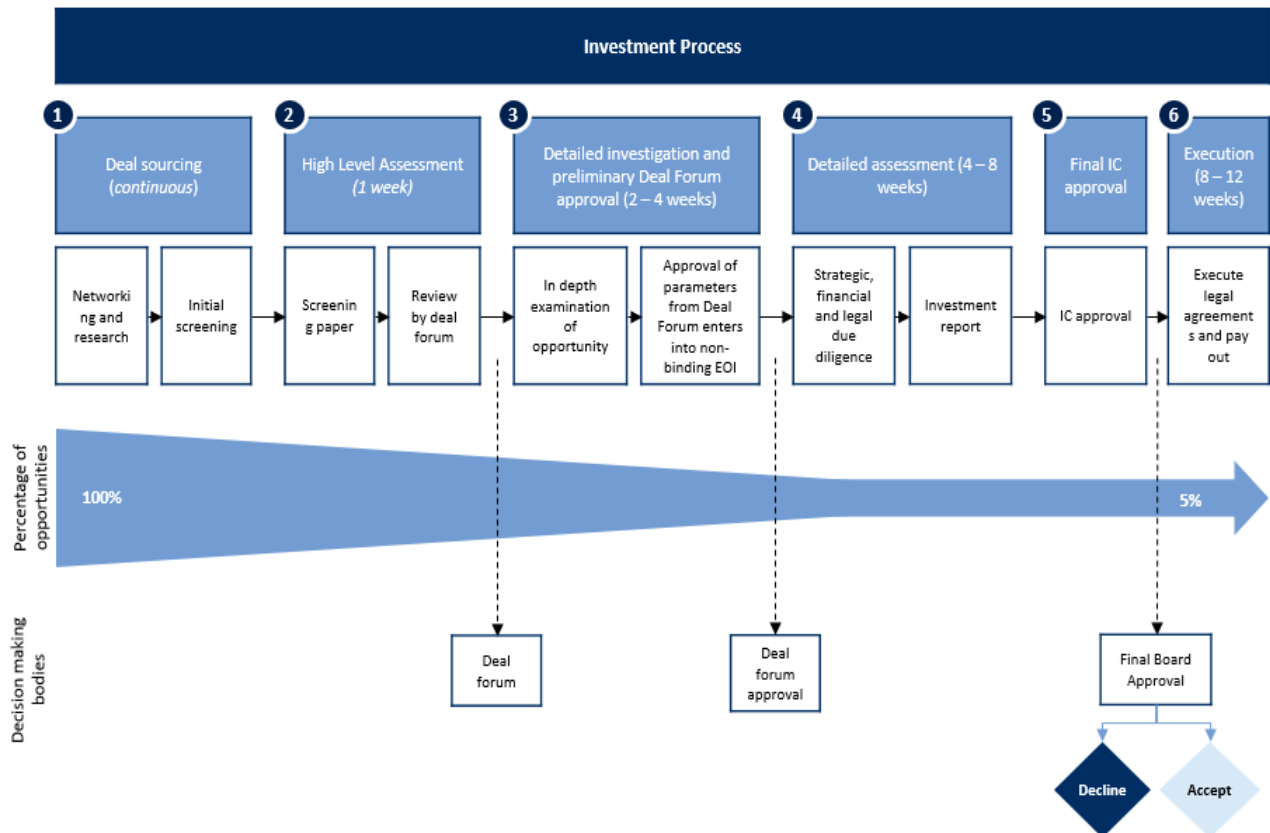 Investment Process
1
2
3
4
5
6
Deal sourcing
(continuous)
High Level Assessment
(1 week)
Detailed investigation and
preliminary Deal Forum
approval (2 – 4 weeks)
Detailed assessment (4 – 8
weeks)
Final IC
approval
Execution
(8 – 12
weeks)
Networki
ng and
research
Initial
screening
Screenin
g paper
Review
by deal
forum
In depth
examination
of
opportunity
Approval of
parameters
from Deal
Forum enters
into non-
binding EOI
Strategic,
financial
and legal
due
diligence
Investment
report
IC approval
Execute
legal
agreement
s and pay
out
Percentage of
opportunities
100%
5%
Decision making
bodies
Deal
forum
Deal
forum
approval
Final Board
Approval
Decline
Accept